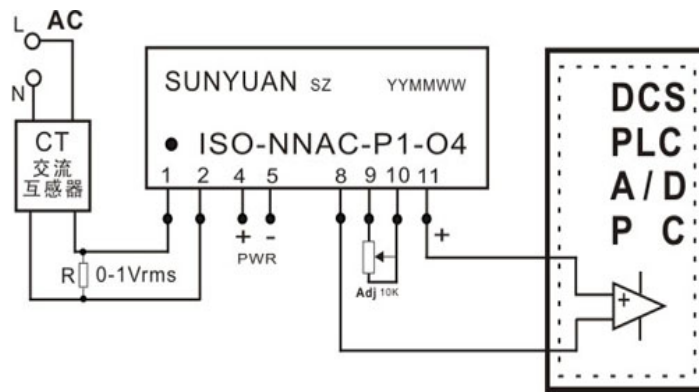 L AC
N
CT
交流
互感器
R 0-1Vrms
SUNYUAN SZ YYMMWW
ISO-NNAC-P1-O4
1 2 4 5 8 9 10 11
+ -
PWR
Adj 10K
+
DCS
PLC
A/D
P C
+